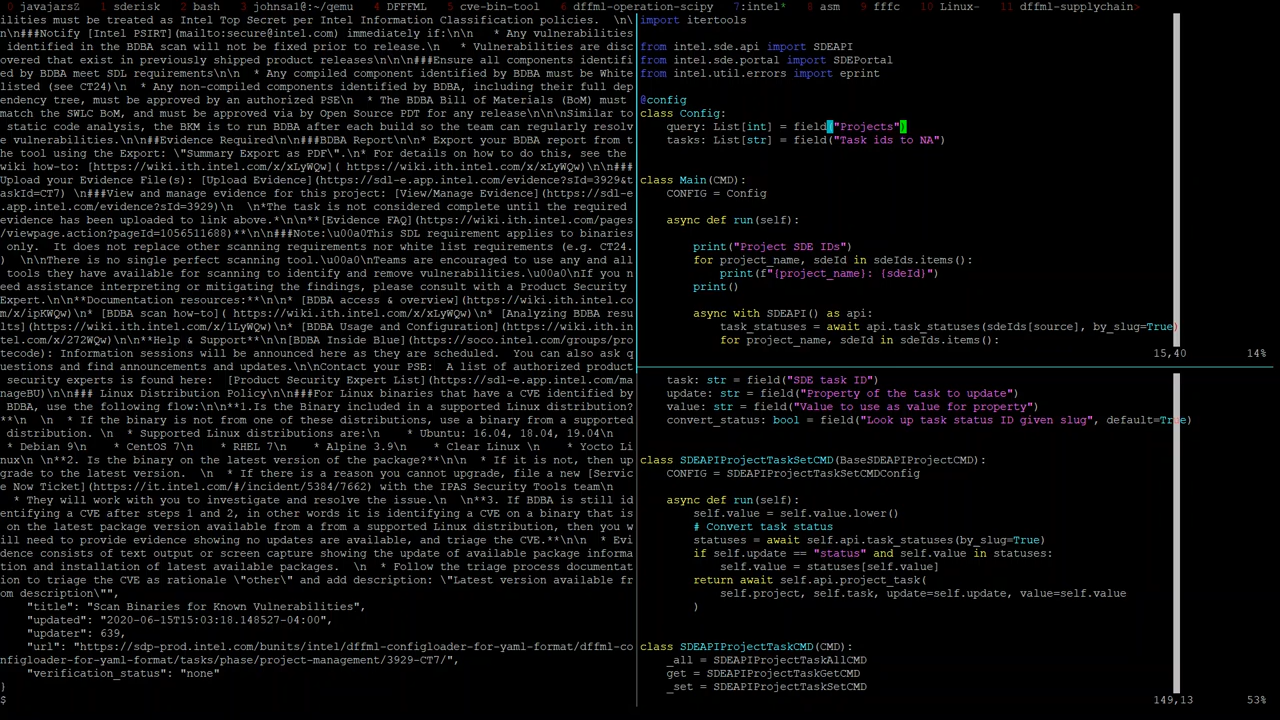 0 javajarsZ  1 sderisk  2 bash  3 johnsal@:~/qemu  4 DFFFML  5 cve-bin-tool  6 dffml-operation-scipy  7:intel*  8 asm  9 fffc  10 Linux-  11 dffml-supplychain>
ilities must be treated as Intel Top Secret per Intel Information Classification policies.  \n\
n\n###Notify [Intel PSIRT](mailto:secure@intel.com) immediately if:\n\n  * Any vulnerabilities
identified in the BDBA scan will not be fixed prior to release.\n  * Vulnerabilities are disc
overed that exist in previously shipped product releases\n\n\n###Ensure all components identifi
ed by BDBA meet SDL requirements\n\n  * Any compiled component identified by BDBA must be White
listed (see CT24)\n  * Any non-compiled components identified by BDBA, including their full dep
endency tree, must be approved by an authorized PSE\n  * The BDBA Bill of Materials (BoM) must
match the SWLC BoM, and must be approved via by Open Source PDT for any release\n\n\nSimilar to
 static code analysis, the BKM is to run BDBA after each build so the team can regularly resolv
e vulnerabilities.\n\n##Evidence Required\n\n###BDBA Report\n\n* Export your BDBA report from t
he tool using the Export: \"Summary Export as PDF\".\n* For details on how to do this, see the
wiki how-to: [https://wiki.ith.intel.com/x/xLyWQw]( https://wiki.ith.intel.com/x/xLyWQw)\n\n###
Upload your Evidence File(s): [Upload Evidence](https://sdl-e.app.intel.com/evidence?sId=3929&t
askId=CT7) \n###View and manage evidence for this project: [View/Manage Evidence](https://sdl-e
.app.intel.com/evidence?sId=3929)\n  \n*The task is not considered complete until the required
evidence has been uploaded to link above.*\n\n**[Evidence FAQ](https://wiki.ith.intel.com/pages
/viewpage.action?pageId=1056511688)**\n\n###Note:\u00a0This SDL requirement applies to binaries
 only.  It does not replace other scanning requirements nor white list requirements (e.g. CT24.
)  \n\nThere is no single perfect scanning tool.\u00a0\nTeams are encouraged to use any and all
 tools they have available for scanning to identify and remove vulnerabilities.\u00a0\nIf you n
eed assistance interpreting or mitigating the findings, please consult with a Product Security
Expert.\n\n\n**Documentation resources:**\n\n* [BDBA access & overview](https://wiki.ith.intel.co
m/x/ipKWQw)\n* [BDBA scan how-to]( https://wiki.ith.intel.com/x/xLyWQw)\n* [Analyzing BDBA resu
lts](https://wiki.ith.intel.com/x/lLyWQw)\n* [BDBA Usage and Configuration](https://wiki.ith.in
tel.com/x/272WQw)\n\n**Help & Support**\n\n[BDBA Inside Blue](https://soco.intel.com/groups/pro
tecode): Information sessions will be announced here as they are scheduled.  You can also ask q
uestions and find announcements and updates.\n\nContact your PSE: A list of authorized product
 security experts is found here:  [Product Security Expert List](https://sdl-e.app.intel.com/ma
nageBU)\n\n\n### Linux Distribution Policy\n\n###For Linux binaries that have a CVE identified by
 BDBA, use the following flow:\n\n**1.Is the Binary included in a supported Linux distribution?
**\n  \n  * If the binary is not from one of these distributions, use a binary from a supported
 distribution. \n  * Supported Linux distributions are:\n    * Ubuntu: 16.04, 18.04, 19.04\n
  * Debian 9\n    * CentOS 7\n    * RHEL 7\n    * Alpine 3.9\n    * Clear Linux \n    * Yocto Li
nux\n \n**2. Is the binary on the latest version of the package?**\n\n  * If it is not, then up
grade to the latest version.  \n  * If there is a reason you cannot upgrade, file a new [Servic
e Now Ticket](https://it.intel.com/#/incident/5384/7662) with the IPAS Security Tools team\n
  * They will work with you to investigate and resolve the issue.\n  \n**3. If BDBA is still id
entifying a CVE after steps 1 and 2, in other words it is identifying a CVE on a binary that is
 on the latest package version available from a from a supported Linux distribution, then you w
ill need to provide evidence showing no updates are available, and triage the CVE.**\n\n  * Evi
dence consists of text output or screen capture showing the update of available package informa
tion and installation of latest available packages.  \n  * Follow the triage process documentat
ion to triage the CVE as rationale \"other\" and add description: \"Latest version available fr
om description\"",
"title": "Scan Binaries for Known Vulnerabilities",
"updated": "2020-06-15T15:03:18.148527-04:00",
"updater": 639,
"url": "https://sdp-prod.intel.com/bunits/intel/dffml-configloader-for-yaml-format/dffml-co
nfigloader-for-yaml-format/tasks/phase/project-management/3929-CT7/",
"verification_status": "none"
}
$
import itertools
from intel.sde.api import SDEAPI
from intel.sde.portal import SDEPortal
from intel.util.errors import eprint
@config
class Config:
query: List[int] = field("Projects")
tasks: List[str] = field("Task ids to NA")
class Main(CMD):
CONFIG = Config
async def run(self):
print("Project SDE IDs")
for project_name, sdeId in sdeIds.items():
print(f"{project_name}: {sdeId}")
print()
async with SDEAPI() as api:
task_statuses = await api.task_statuses(sdeIds[source], by_slug=True)
for project_name, sdeId in sdeIds.items():
15,40 14%
task: str = field("SDE task ID")
update: str = field("Property of the task to update")
value: str = field("Value to use as value for property")
convert_status: bool = field("Look up task status ID given slug", default=True)
class SDEAPIProjectTaskSetCMD(BaseSDEAPIProjectCMD):
CONFIG = SDEAPIProjectTaskSetCMDConfig
async def run(self):
self.value = self.value.lower()
# Convert task status
statuses = await self.api.task_statuses(by_slug=True)
if self.update == "status" and self.value in statuses:
self.value = statuses[self.value]
return await self.api.project_task(
self.project, self.task, update=self.update, value=self.value
)
class SDEAPIProjectTaskCMD(CMD):
_all = SDEAPIProjectTaskAllCMD
get = SDEAPIProjectTaskGetCMD
_set = SDEAPIProjectTaskSetCMD
149,13 53%